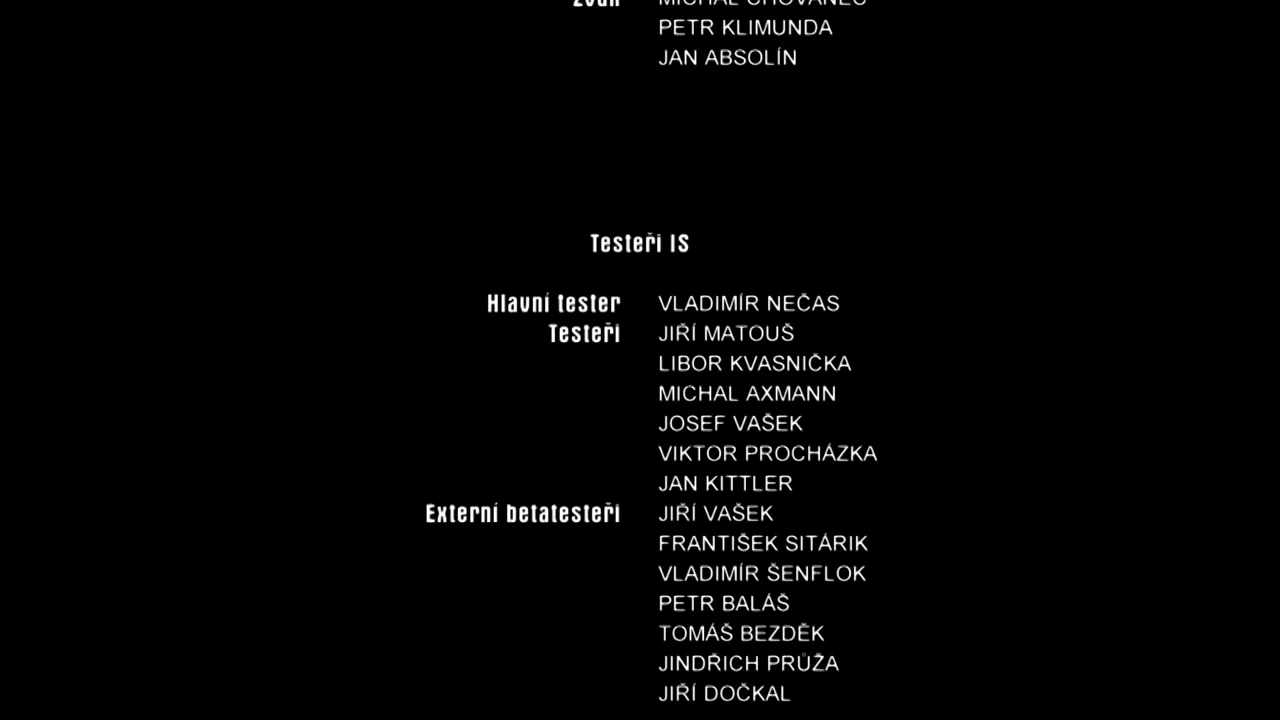 PETR KLIMUNDA
JAN ABSOLÍN
Testeři IS
Hlavní tester VLADIMÍR NEČAS
Testeři JIŘÍ MATOUŠ
LIBOR KVASNIČKA
MICHAL AXMANN
JOSEF VAŠEK
VIKTOR PROCHÁZKA
JAN KITTLER
Externí betatesteři JIŘÍ VAŠEK
FRANTIŠEK SITÁRIK
VLADIMÍR ŠENFLOK
PETR BALÁŠ
TOMÁŠ BEZDĚK
JINDŘICH PRŮŽA
JIŘÍ DOČKAL